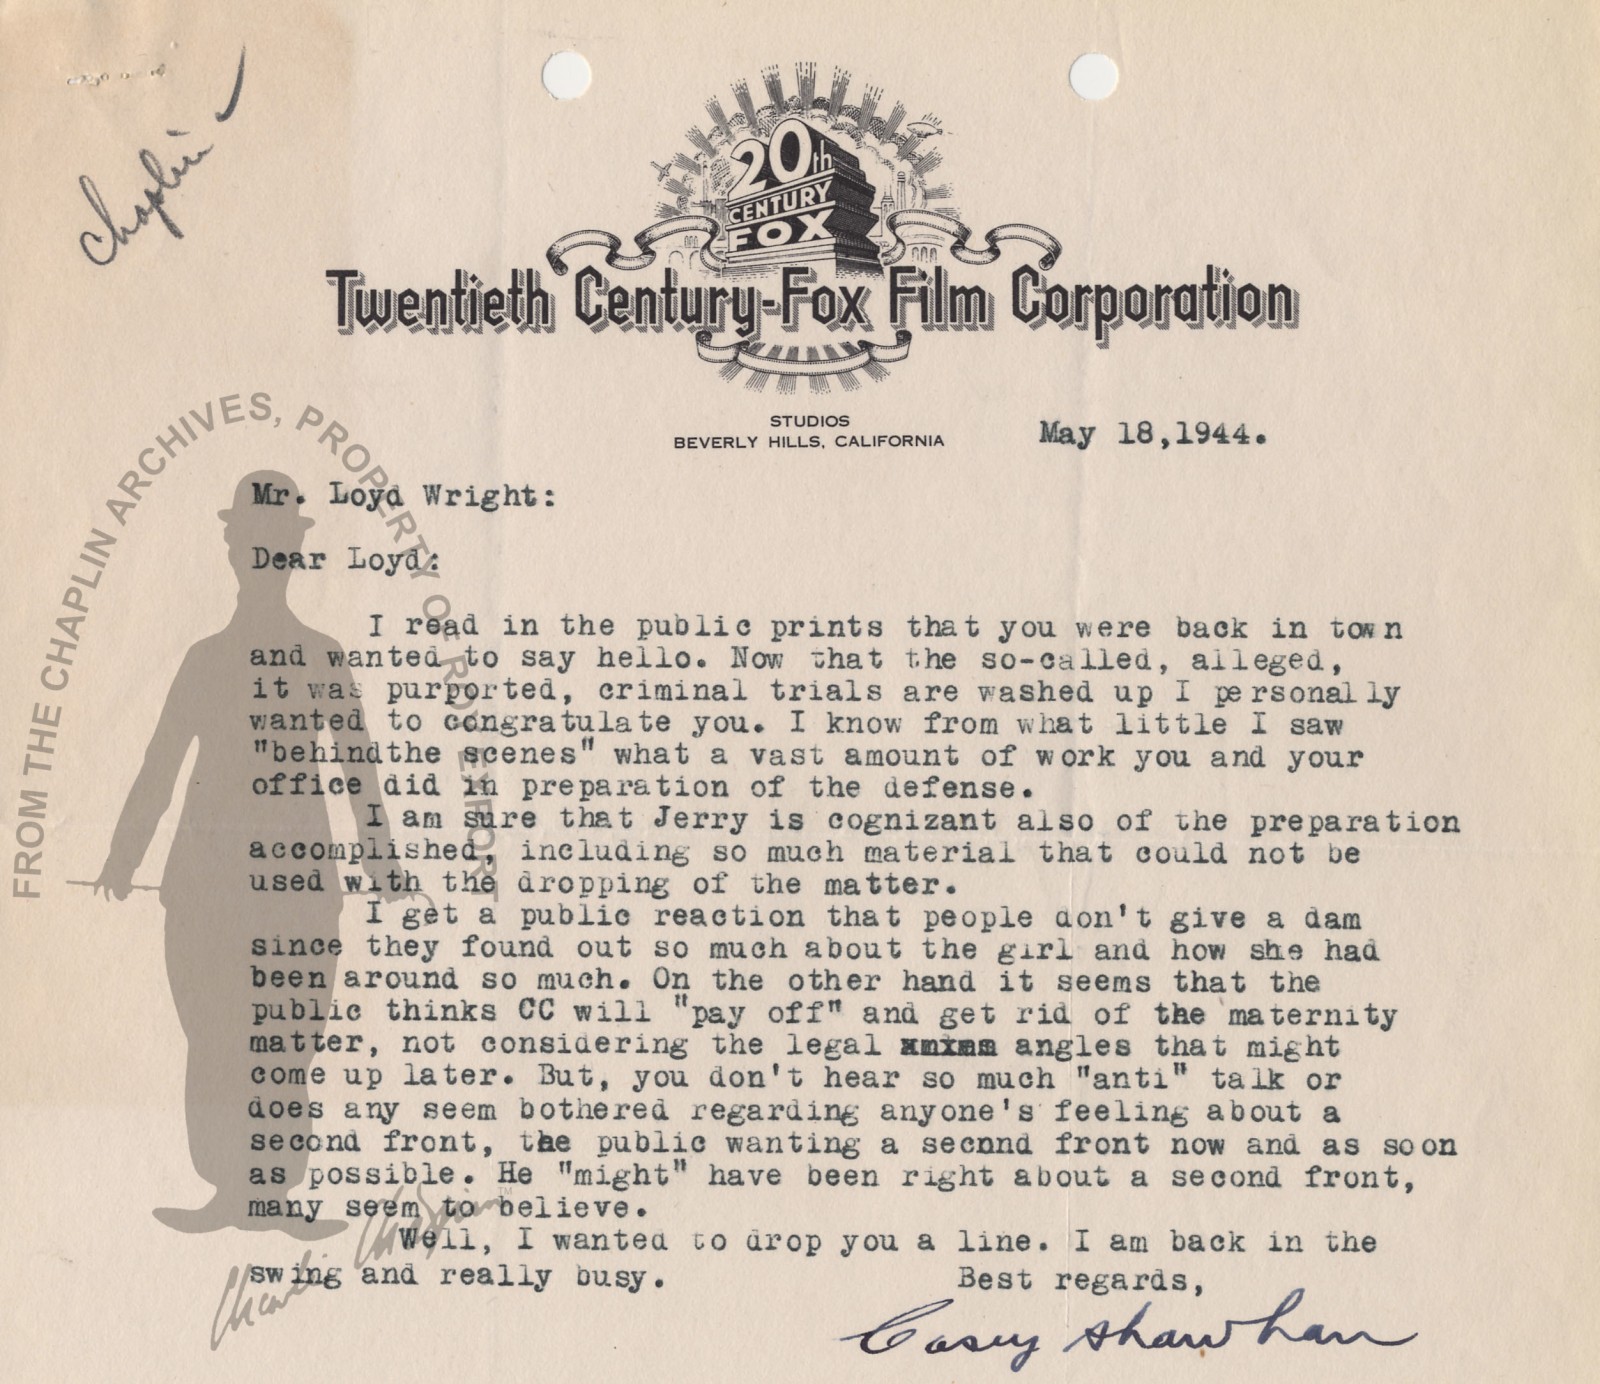 Chaplin
20th
CENTURY
FOX
Twentieth Century-Fox Film Corporation
STUDIOS
BEVERLY HILLS, CALIFORNIA
May 18,1944.
FROM THE CHAPLIN ARCHIVES, PROPERTY OF ROY EXPORT
Mr. Loyd Wright:
Dear Loyd:
I read in the public prints that you were back in town
and wanted to say hello. Now that the so-called, alleged,
it was purported, criminal trials are washed up I personally
wanted to congratulate you. I know from what little I saw
"behindthe scenes" what a vast amount of work you and your
office did in preparation of the defense.
I am sure that Jerry is cognizant also of the preparation
accomplished, including so much material that could not be
used with the dropping of the matter.
I get a public reaction that people don't give a dam
since they found out so much about the girl and how she had
been around so much. On the other hand it seems that the
public thinks CC will "pay off" and get rid of the maternity
matter, not considering the legal angles that might
come up later. But, you don't hear so much "anti" talk or
does any seem bothered regarding anyone's feeling about a
second front, the public wanting a secnnd front now and as soon
as possible. He "might" have been right about a second front,
many seem to believe.
Well, I wanted to drop you a line. I am back in the
swing and really busy.
Best regards,
Casey Shawhan
Charlie Chaplin™